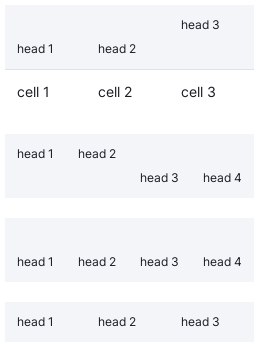 head 3
head 1 head 2
cell 1 cell 2 cell 3
head 1 head 2
head 3 head 4
head 1 head 2 head 3 head 4
head 1 head 2 head 3